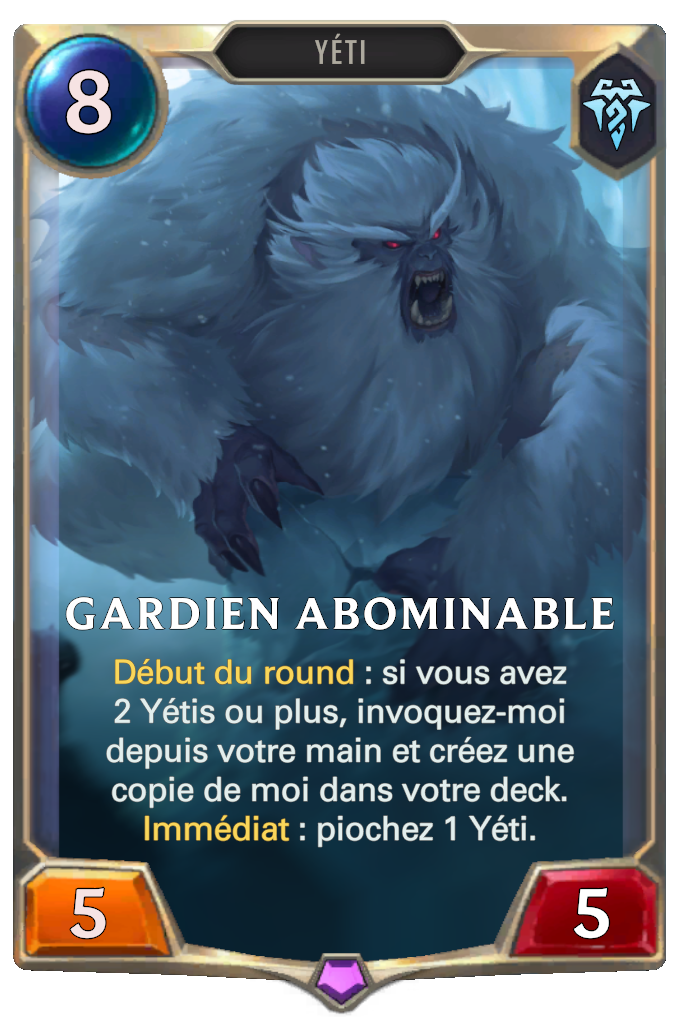 YÉTI
8
GARDIEN ABOMINABLE
Début du round : si vous avez
2 Yétis ou plus, invoquez-moi
depuis votre main et créez une
copie de moi dans votre deck.
Immédiat : piochez 1 Yéti.
5
5